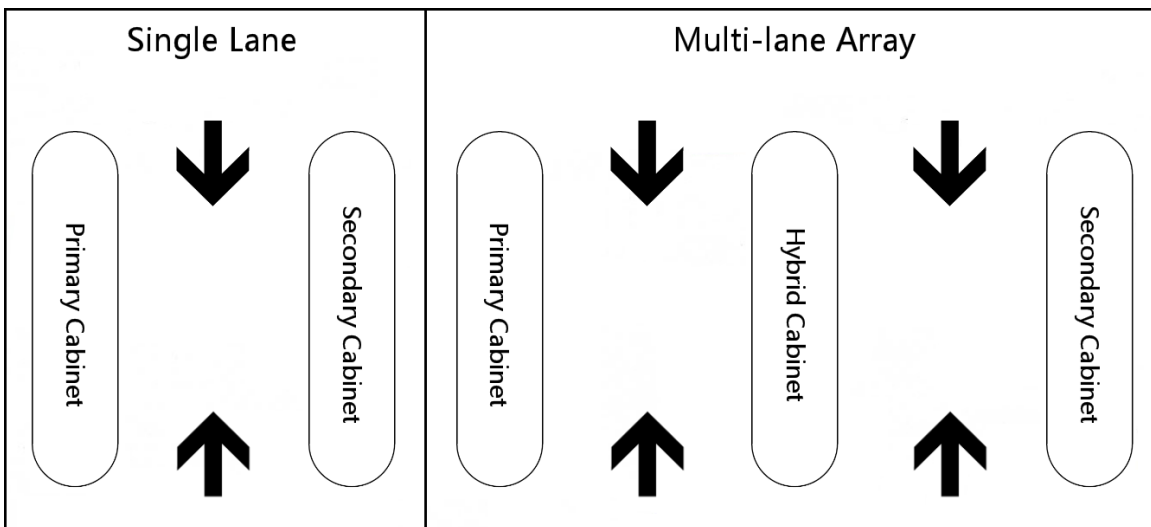 Single Lane
Primary Cabinet
Secondary Cabinet
Multi-lane Array
Primary Cabinet
Hybrid Cabinet
Secondary Cabinet